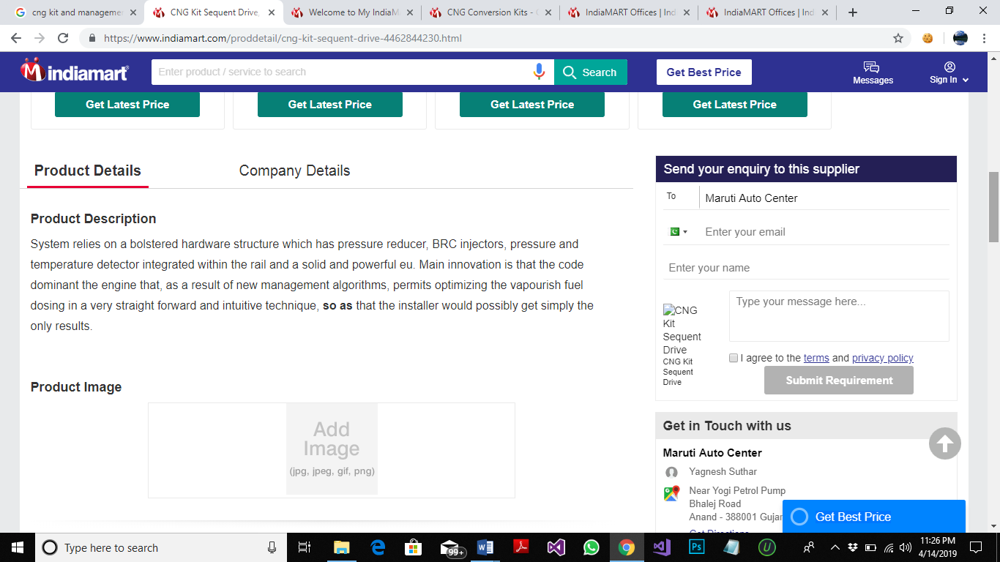 cng kit and managemen
CNG Kit Sequent Drive,
Welcome to My IndiaM
CNG Conversion Kits - C
IndiaMART Offices | Ind
IndiaMART Offices | Ind
https://www.indiamart.com/proddetail/cng-kit-sequent-drive-4462844230.html
indiamart
Enter product / service to search
Search
Get Best Price
Messages
Sign In
Get Latest Price
Get Latest Price
Get Latest Price
Get Latest Price
Product Details
Company Details
Product Description
System relies on a bolstered hardware structure which has pressure reducer, BRC injectors, pressure and
temperature detector integrated within the rail and a solid and powerful eu. Main innovation is that the code
dominant the engine that, as a result of new management algorithms, permits optimizing the vapourish fuel
dosing in a very straight forward and intuitive technique, so as that the installer would possibly get simply the
only results.
Product Image
Add
Image
(jpg, jpeg, gif, png)
Send your enquiry to this supplier
To
Maruti Auto Center
Enter your email
Enter your name
CNG
Kit
Sequent
Drive
CNG Kit
Sequent
Drive
Type your message here...
I agree to the terms and privacy policy
Submit Requirement
Get in Touch with us
Maruti Auto Center
Yagnesh Suthar
Near Yogi Petrol Pump
Bhalej Road
Anand - 388001 Gujar
Get Directions
Get Best Price
Type here to search
99+
11:26 PM
4/14/2019